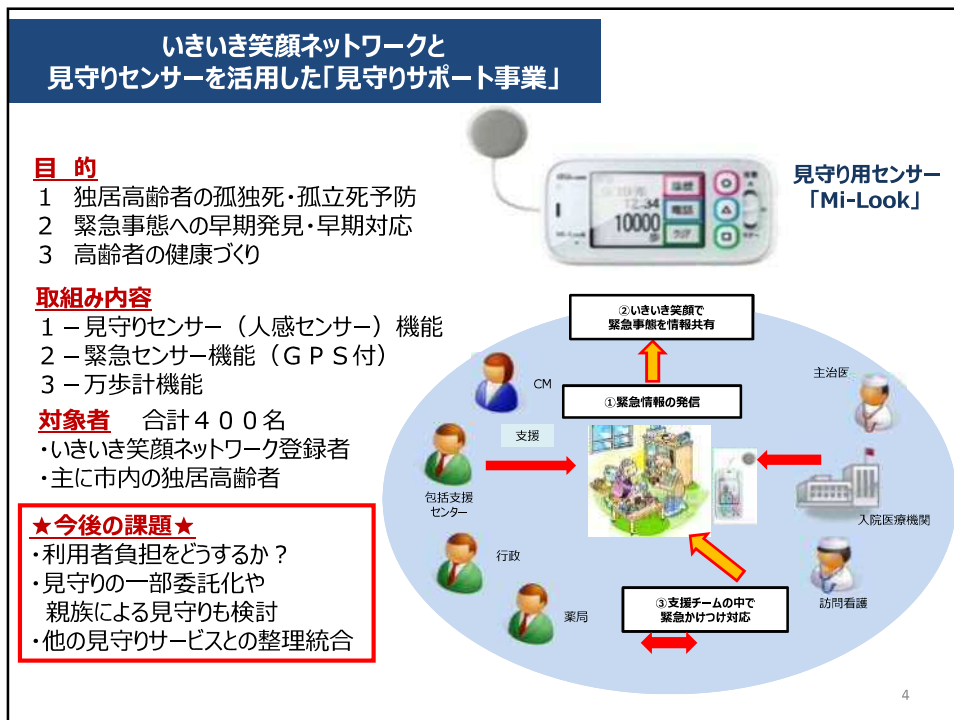 いきいき笑顔ネットワークと
見守りセンサーを活用した「見守りサポート事業」
目 的
1 独居高齢者の孤独死・孤立死予防
2 緊急事態への早期発見・早期対応
3 高齢者の健康づくり
取組み内容
1－見守りセンサー（人感センサー）機能
2－緊急センサー機能（ＧＰＳ付）
3－万歩計機能
対象者 合計４００名
・いきいき笑顔ネットワーク登録者
・主に市内の独居高齢者
★今後の課題★
・利用者負担をどうするか？
・見守りの一部委託化や
親族による見守りも検討
・他の見守りサービスとの整理統合
見守り用センサー
「Mi-Look」
12:34
10000
歩
電話
クリア
②いきいき笑顔で
緊急事態を情報共有
CM
主治医
①緊急情報の発信
支援
包括支援
センター
入院医療機関
行政
薬局
訪問看護
③支援チームの中で
緊急かけつけ対応
4